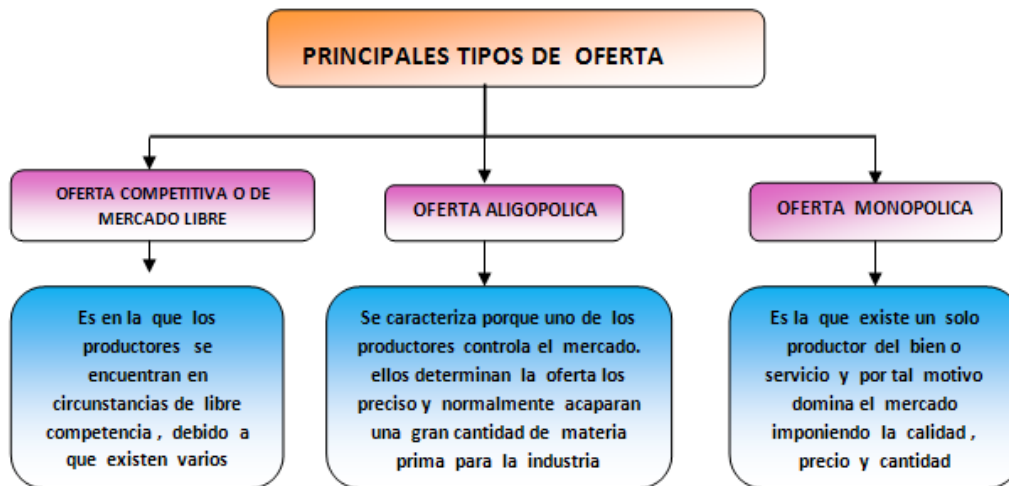 PRINCIPALES TIPOS DE OFERTA
OFERTA COMPETITIVA O DE
MERCADO LIBRE
Es en la que los
productores se
encuentran en
circunstancias de libre
competencia , debido a
que existen varios
OFERTA ALIGOPOLICA
Se caracteriza porque uno de los
productores controla el mercado.
ellos determinan la oferta los
preciso y normalmente acaparan
una gran cantidad de materia
prima para la industria
OFERTA MONOPOLICA
Es la que existe un solo
productor del bien o
servicio y por tal motivo
domina el mercado
imponiendo la calidad ,
precio y cantidad